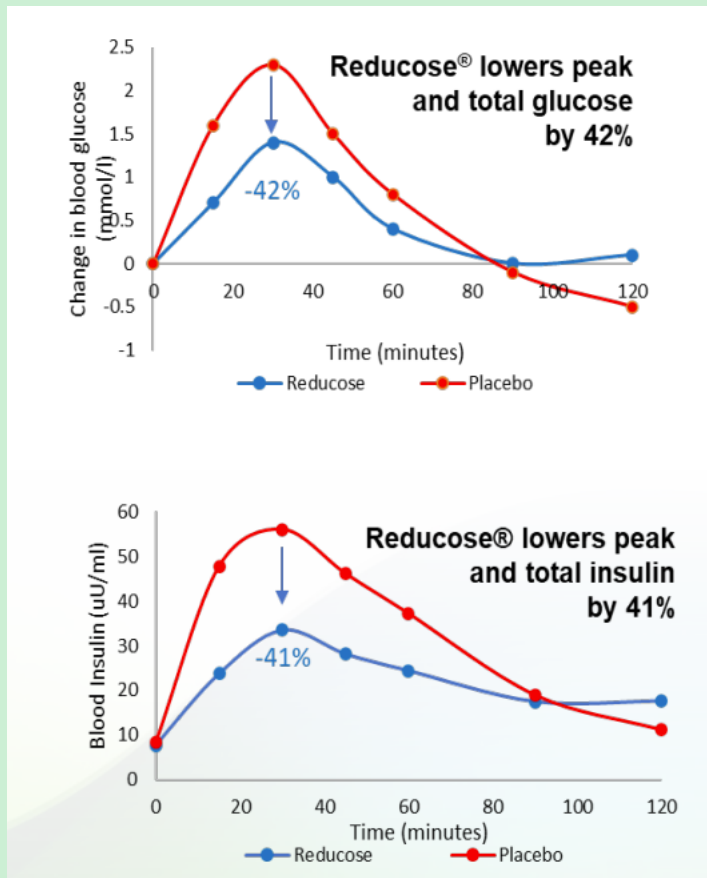 2.5
2
1.5
1
0.5
0
-0.5
-1
Change in blood glucose
(mmol/l)
Reducose® lowers peak
and total glucose
by 42%
-42%
0 20 40 60 80 100 120
Time (minutes)
Reducose Placebo
60
50
40
30
20
10
0
Blood Insulin (uU/ml)
Reducose® lowers peak
and total insulin
by 41%
-41%
0 20 40 60 80 100 120
Time (minutes)
Reducose Placebo